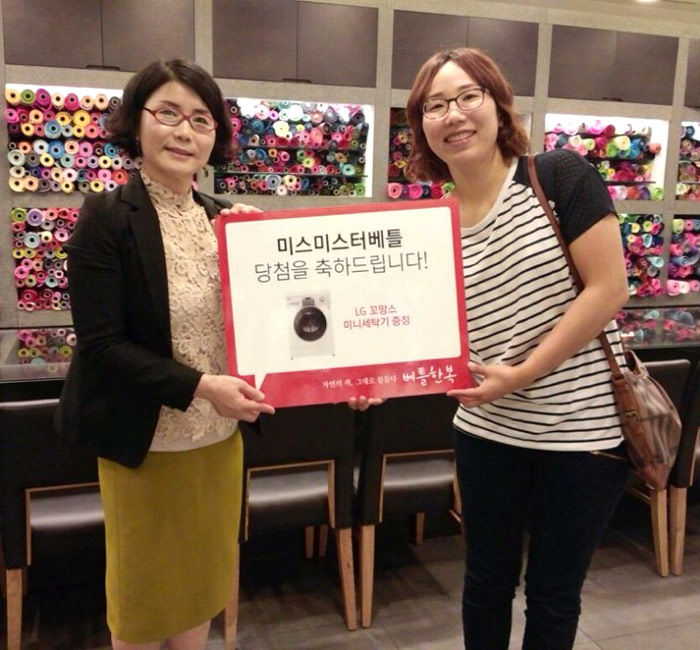 미스미스터베틀
당첨을 축하드립니다!
LG 꼬망스
미니세탁기 증정
자연의 색, 그대로 물들다 베틀한복